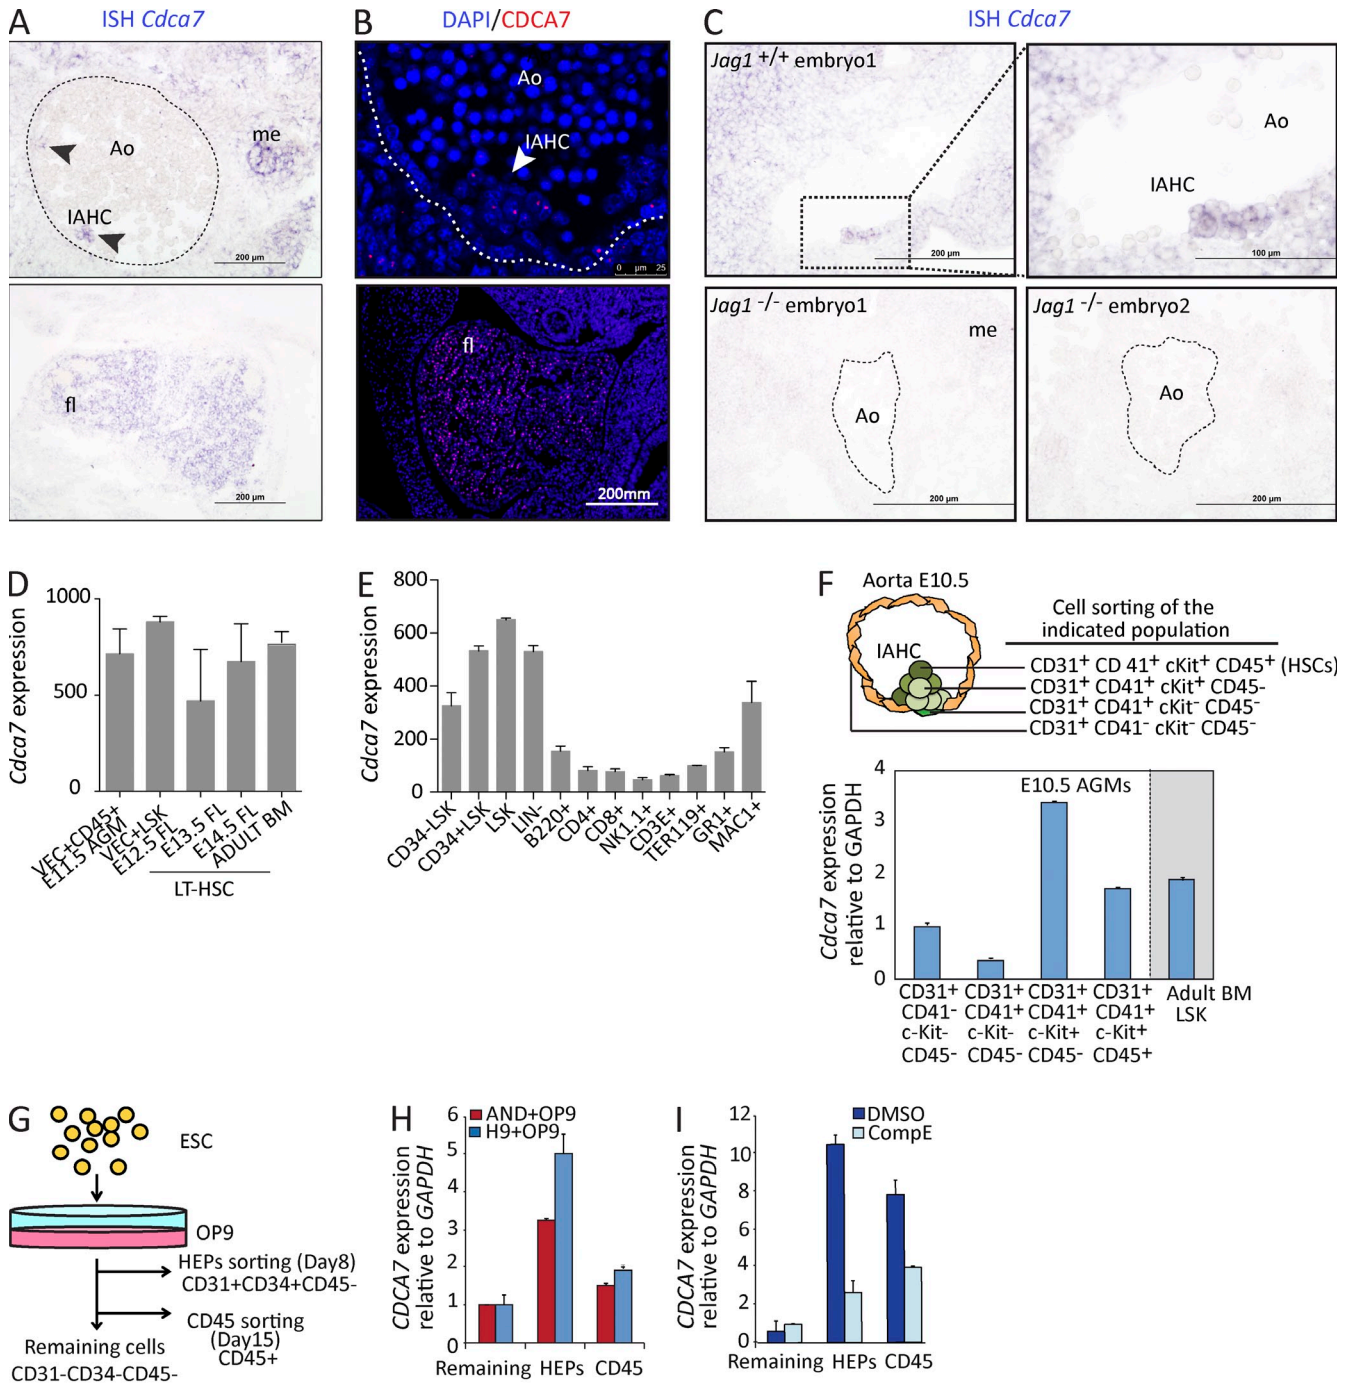 A
ISH Cdca7
Ao
me
IAHC
200 µm
fl
200 µm
B
DAPI/CDCA7
Ao
IAHC
0 µm 25
fl
200mm
C
ISH Cdca7
Jag1 +/+ embryo1
200 µm
Ao
IAHC
100 µm
Jag1 -/- embryo1
me
Ao
200 µm
Jag1 -/- embryo2
Ao
200 µm
D
Cdca7 expression
1000
500
0
VEC+CD45+
E11.5 AGM
VEC+LSK
E12.5 FL
E13.5 FL
E14.5 FL
ADULT BM
LT-HSC
E
Cdca7 expression
800
600
400
200
0
CD34-LSK
CD34+LSK
LSK
LIN-
B220+
CD4+
CD8+
NK1.1+
CD3E+
TER119+
GR1+
MAC1+
F
Aorta E10.5
IAHC
Cell sorting of the
indicated population
CD31+ CD 41+ cKit+ CD45+ (HSCs)
CD31+ CD41+ cKit+ CD45-
CD31+ CD41+ cKit- CD45-
CD31+ CD41- cKit- CD45-
Cdca7 expression
relative to GAPDH
4
3
2
1
0
E10.5 AGMs
CD31+
CD41-
c-Kit-
CD45-
CD31+
CD41+
c-Kit-
CD45-
CD31+
CD41+
c-Kit+
CD45-
CD31+
CD41+
c-Kit+
CD45+
Adult BM
LSK
G
ESC
OP9
HEPs sorting (Day8)
CD31+CD34+CD45-
CD45 sorting
(Day15)
CD45+
Remaining cells
CD31-CD34-CD45-
H
CDCA7 expression
relative to GAPDH
6
5
3
2
1
0
AND+OP9
H9+OP9
Remaining HEPs CD45
I
CDCA7 expression
relative to GAPDH
12
10
8
6
4
2
0
DMSO
CompE
Remaining HEPs CD45